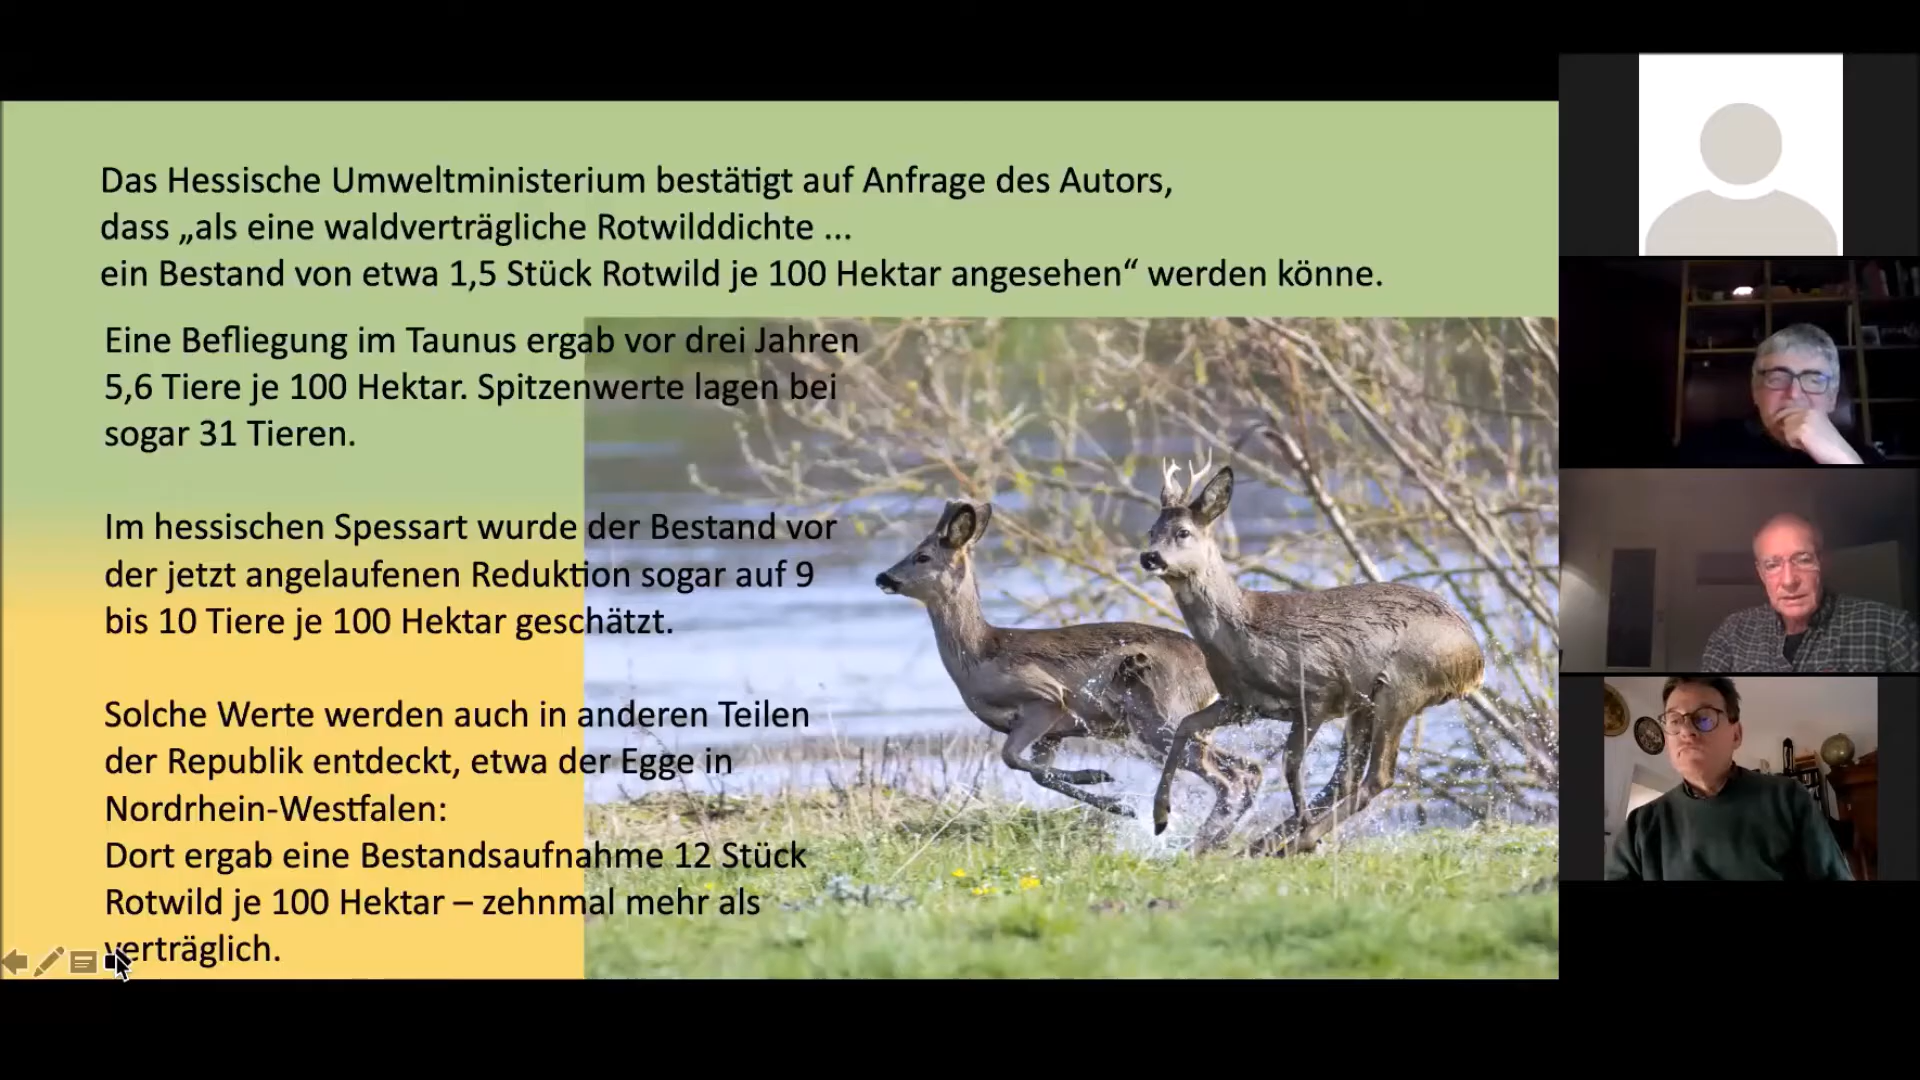 Das Hessische Umweltministerium bestätigt auf Anfrage des Autors,
dass „als eine waldverträgliche Rotwilddichte ...
ein Bestand von etwa 1,5 Stück Rotwild je 100 Hektar angesehen“ werden könne.
Eine Befliegung im Taunus ergab vor drei Jahren
5,6 Tiere je 100 Hektar. Spitzenwerte lagen bei
sogar 31 Tieren.
Im hessischen Spessart wurde der Bestand vor
der jetzt angelaufenen Reduktion sogar auf 9
bis 10 Tiere je 100 Hektar geschätzt.
Solche Werte werden auch in anderen Teilen
der Republik entdeckt, etwa der Egge in
Nordrhein-Westfalen:
Dort ergab eine Bestandsaufnahme 12 Stück
Rotwild je 100 Hektar – zehnmal mehr als
verträglich.